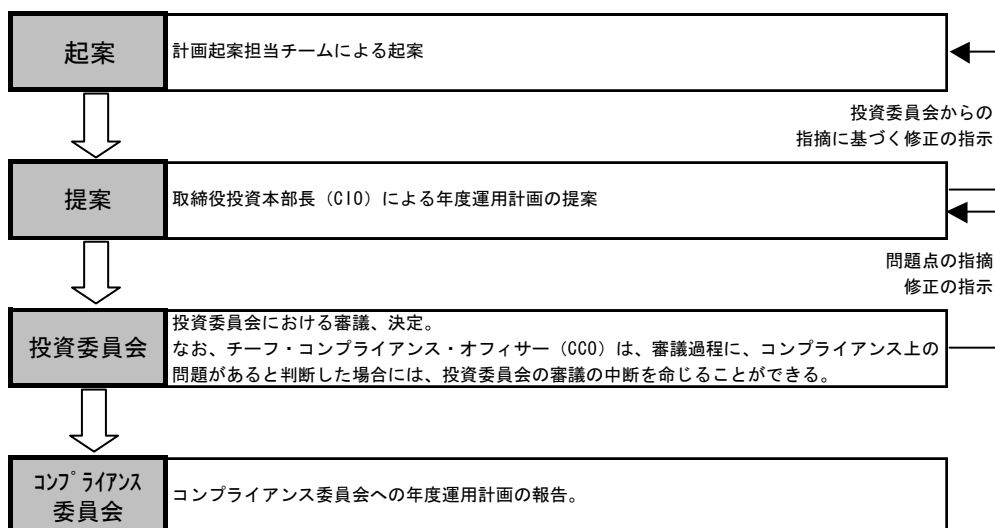 起案
計画起案担当チームによる起案
投資委員会からの
指摘に基づく修正の指示
提案
取締役投資本部長（CIO）による年度運用計画の提案
問題点の指摘
修正の指示
投資委員会
投資委員会における審議、決定。
なお、チーフ・コンプライアンス・オフィサー（CCO）は、審議過程に、コンプライアンス上の
問題があると判断した場合には、投資委員会の審議の中断を命じることができる。
ｺﾝﾌﾟﾗｲｱﾝｽ
委員会
コンプライアンス委員会への年度運用計画の報告。